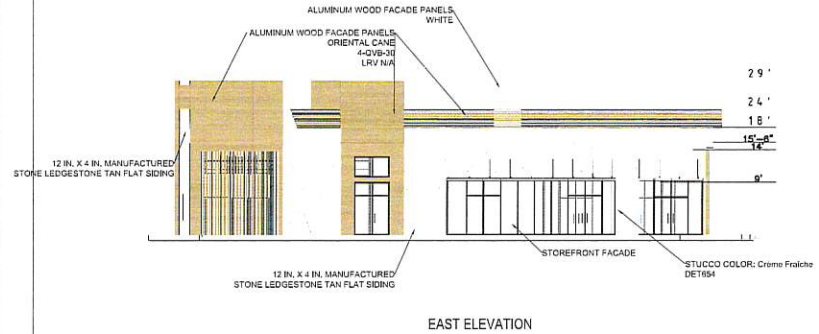 ALUMINUM WOOD FACADE PANELS
WHITE
ALUMINUM WOOD FACADE PANELS
ORIENTAL CANE
4-QVB-30
LRV N/A
29'
24'
18'
15'-6"
14'
9'
12 IN. X 4 IN. MANUFACTURED
STONE LEDGESTONE TAN FLAT SIDING
STOREFRONT FACADE
STUCCO COLOR: Crème Fraiche
DET654
12 IN. X 4 IN. MANUFACTURED
STONE LEDGESTONE TAN FLAT SIDING
EAST ELEVATION